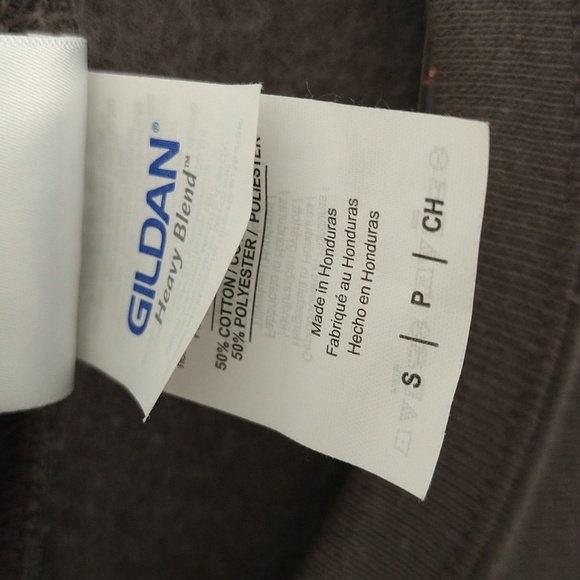 GILDAN®
Heavy Blend™
50% COTTON /
50% POLYESTER / POLIESTER
Made in Honduras
Fabriqué au Honduras
Hecho en Honduras
S | P | CH